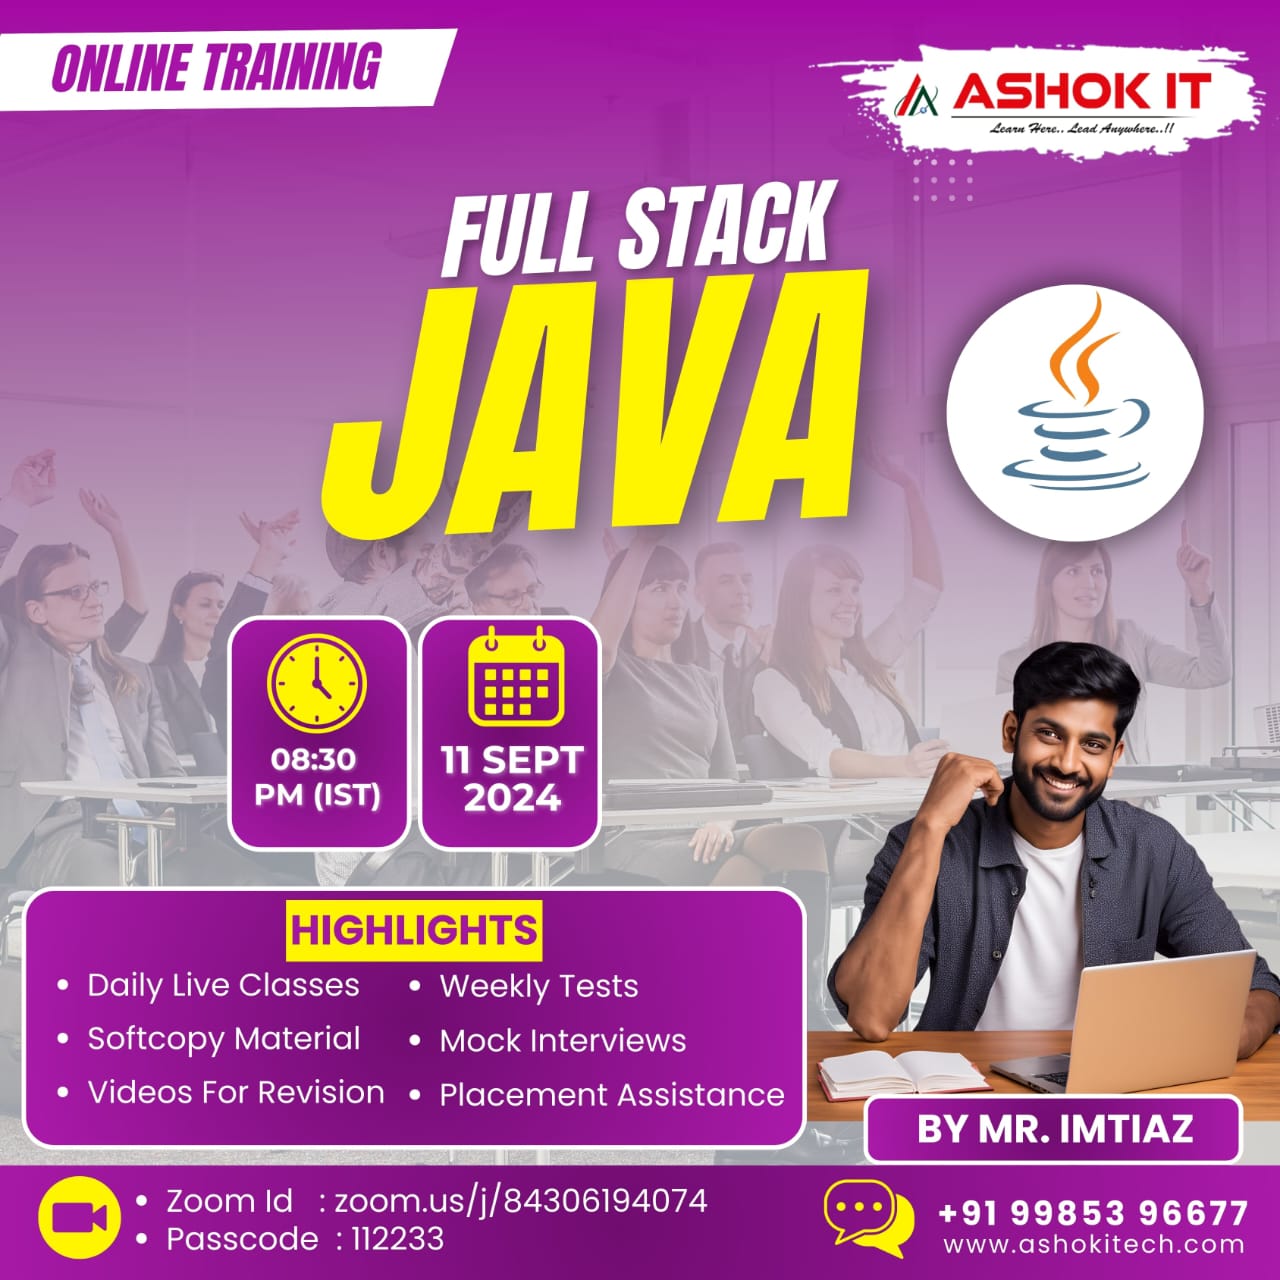 ONLINE TRAINING
ASHOK IT
Learn Here.. Lead Anywhere..!!
FULL STACK
JAVA
08:30
PM (IST)
11 SEPT
2024
HIGHLIGHTS
• Daily Live Classes
• Softcopy Material
• Videos For Revision
• Weekly Tests
• Mock Interviews
• Placement Assistance
BY MR. IMTIAZ
• Zoom Id : zoom.us/j/84306194074
• Passcode : 112233
+91 99853 96677
www.ashokitech.com